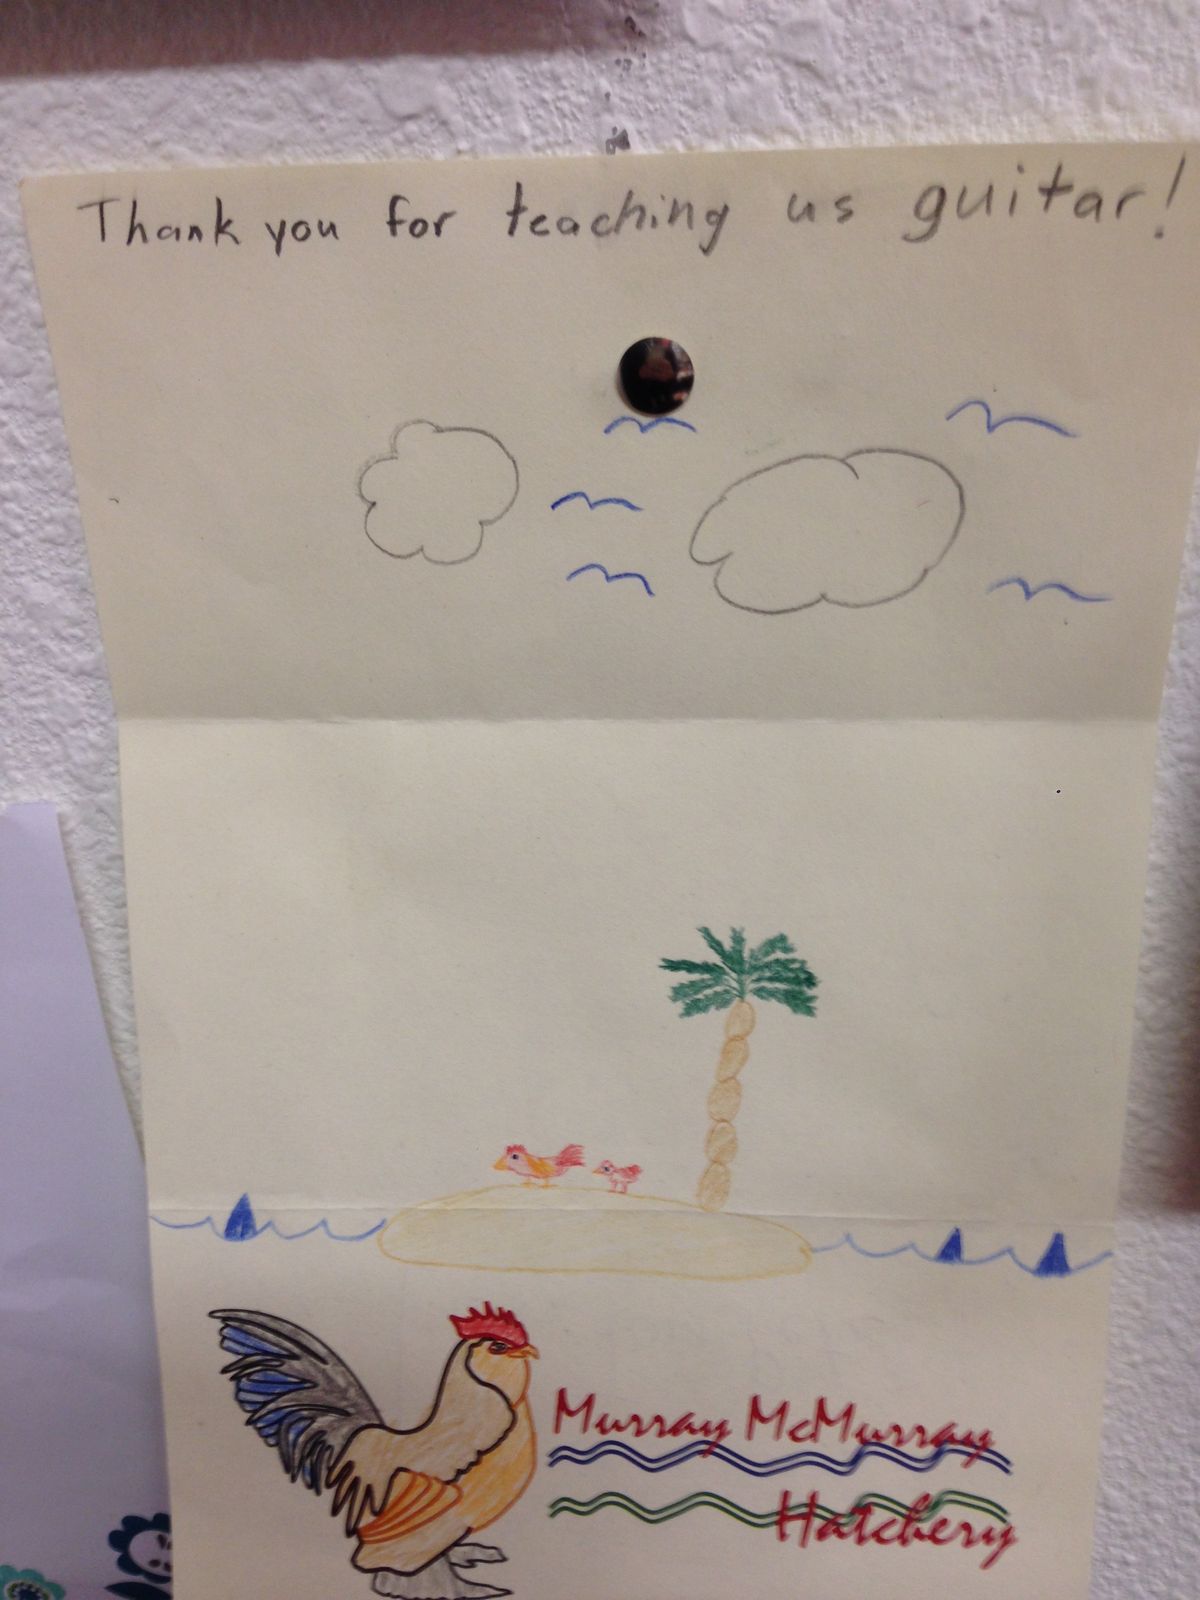 Thank you for teaching us guitar!
Murray McMurray
Hatchery